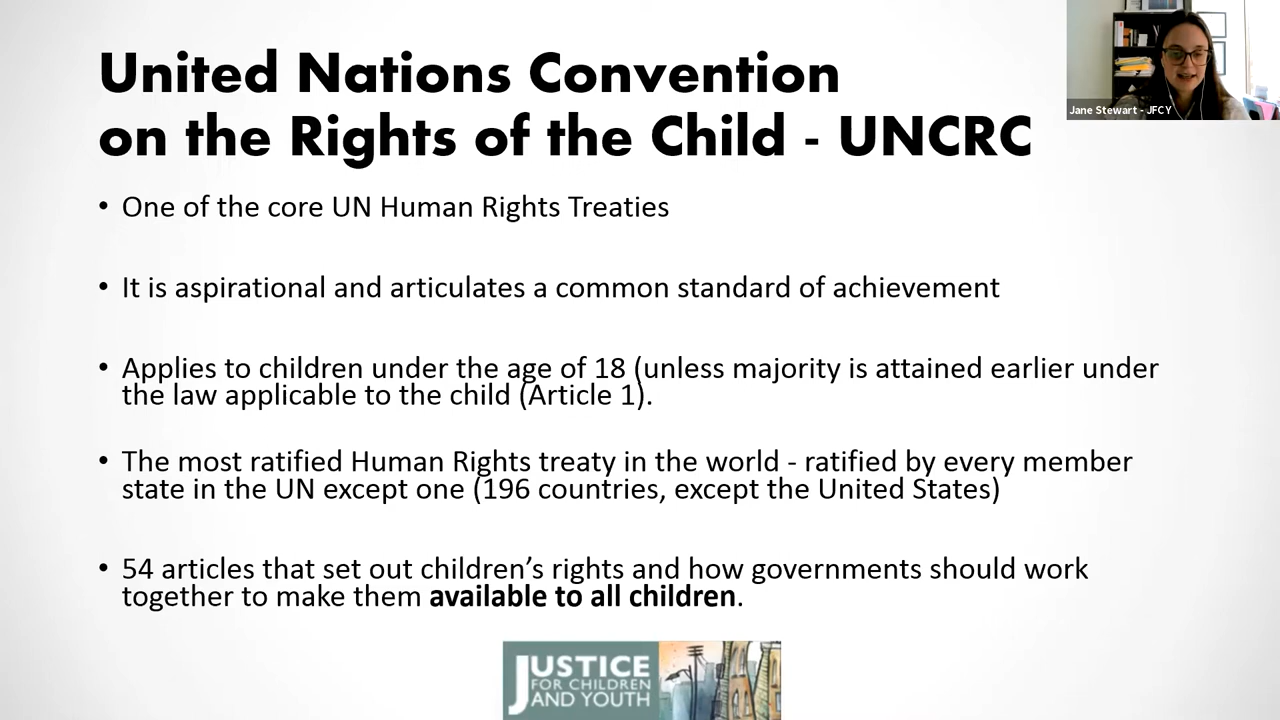 United Nations Convention
on the Rights of the Child - UNCRC
Jane Stewart - JFCY
• One of the core UN Human Rights Treaties
• It is aspirational and articulates a common standard of achievement
• Applies to children under the age of 18 (unless majority is attained earlier under
the law applicable to the child (Article 1).
• The most ratified Human Rights treaty in the world - ratified by every member
state in the UN except one (196 countries, except the United States)
• 54 articles that set out children’s rights and how governments should work
together to make them available to all children.
JUSTICE
FOR CHILDREN
AND YOUTH